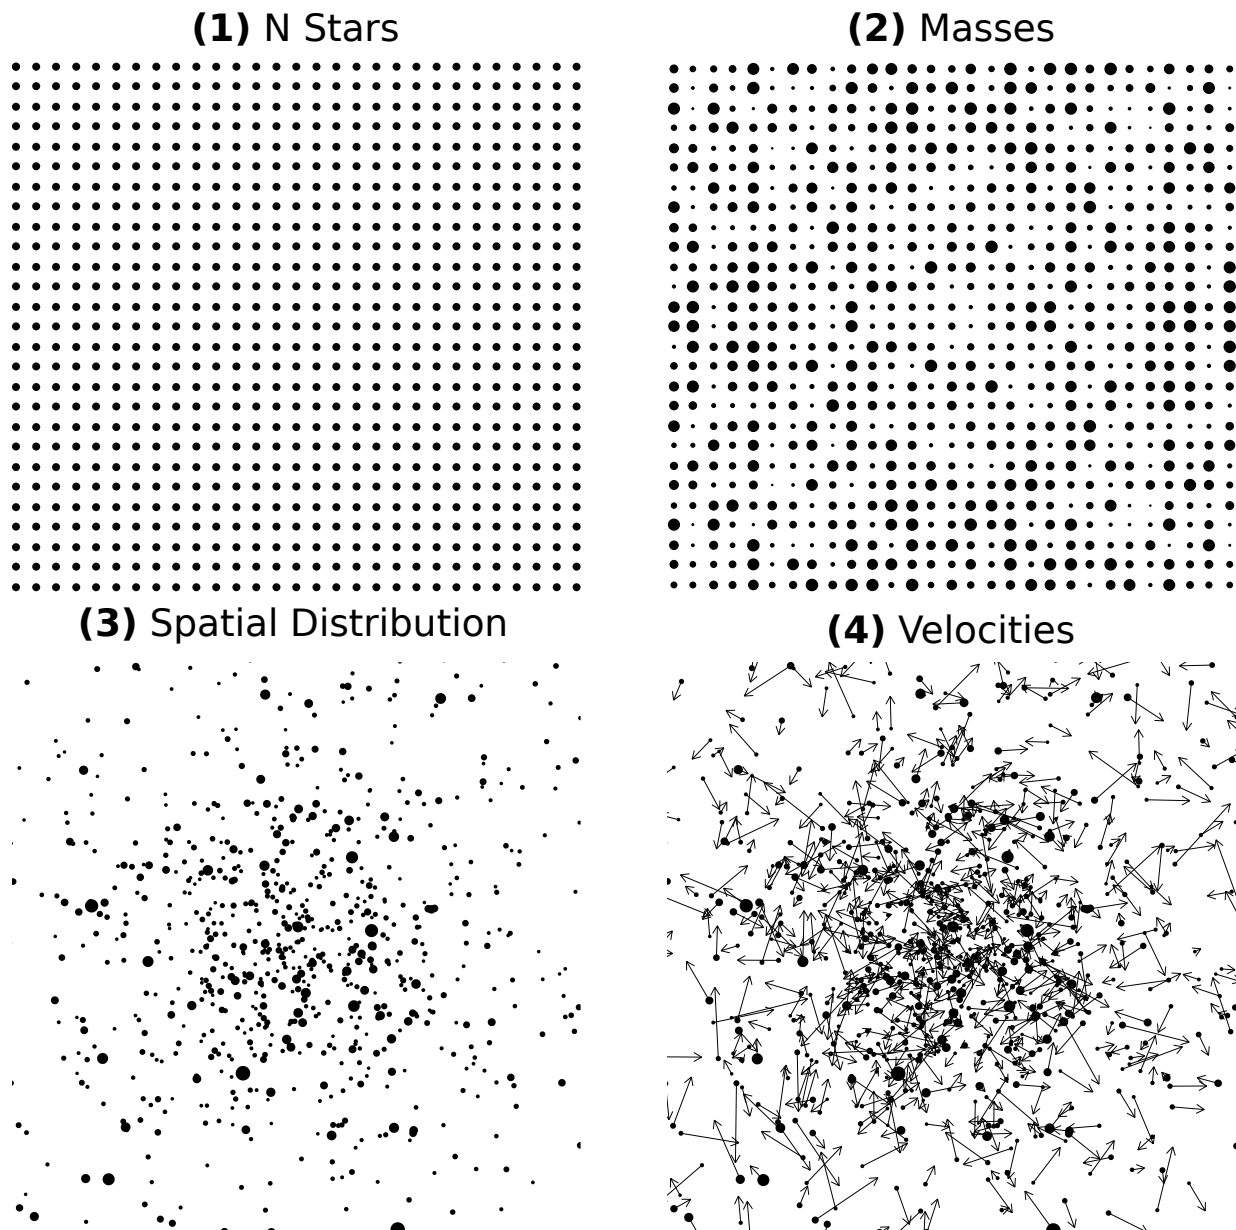 (1) N Stars
(2) Masses
(3) Spatial Distribution
(4) Velocities